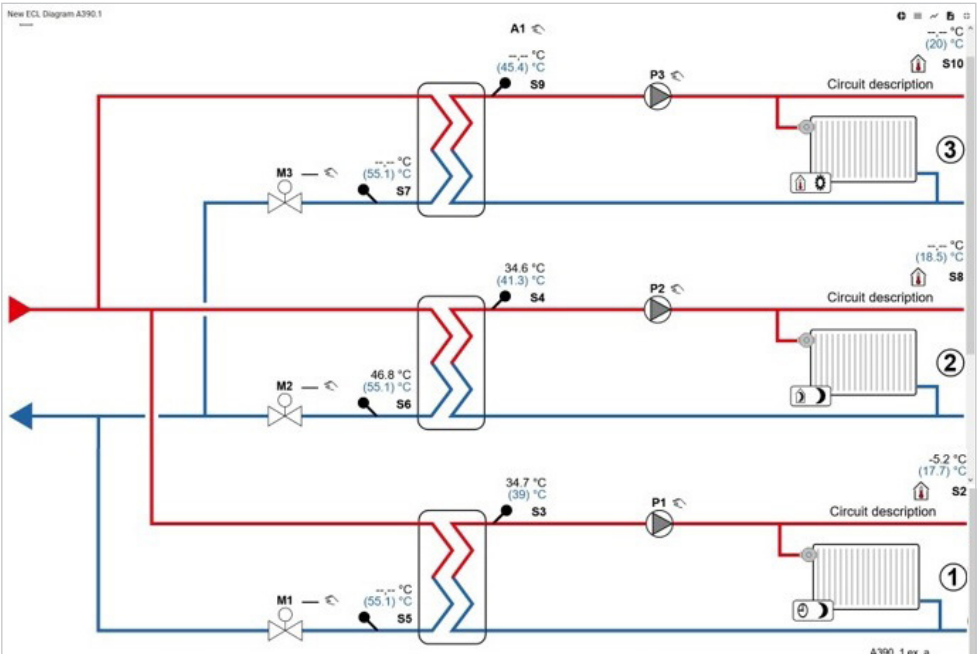 New ECL Diagram A390.1
A1
--,-- °C
(20) °C
S10
--,-- °C
(45.4) °C
S9
P3
Circuit description
3
M3
--,-- °C
(55.1) °C
S7
--,-- °C
(18.5) °C
S8
34.6 °C
(41.3) °C
S4
P2
Circuit description
2
M2
46.8 °C
(55.1) °C
S6
-5.2 °C
(17.7) °C
S2
34.7 °C
(39) °C
S3
P1
Circuit description
1
M1
--,-- °C
(55.1) °C
S5